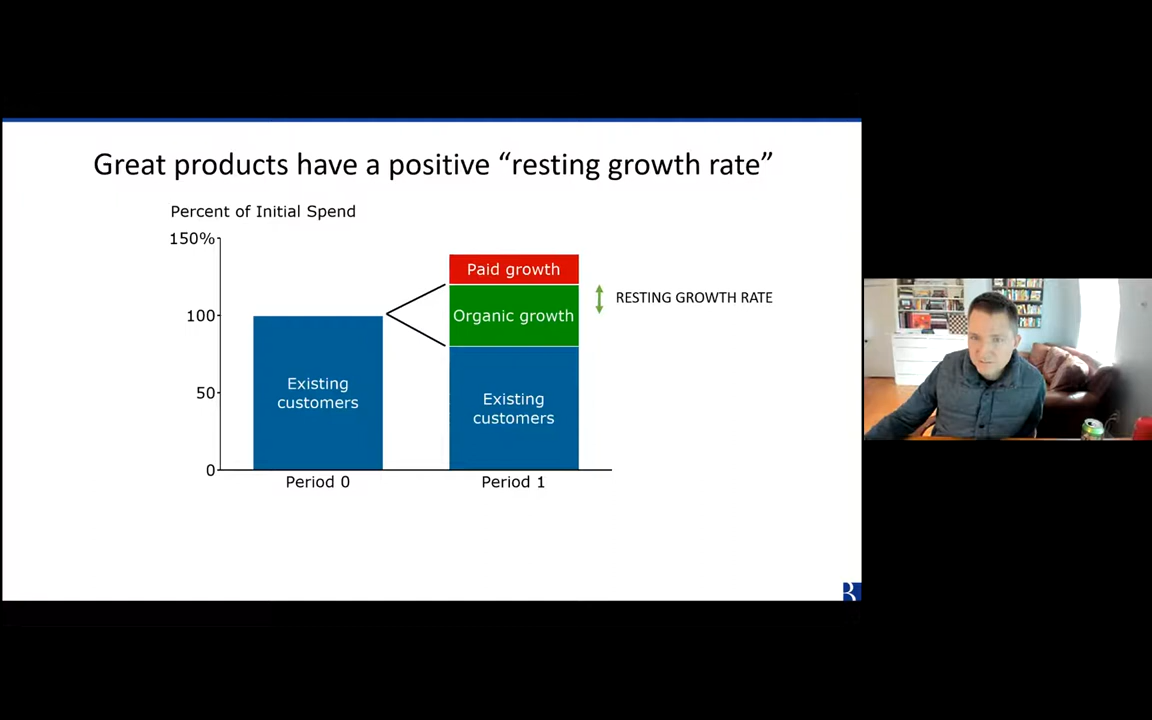 Great products have a positive “resting growth rate”
Percent of Initial Spend
150%
100
50
0
Existing
customers
Period 0
Paid growth
Organic growth
Existing
customers
Period 1
RESTING GROWTH RATE
B